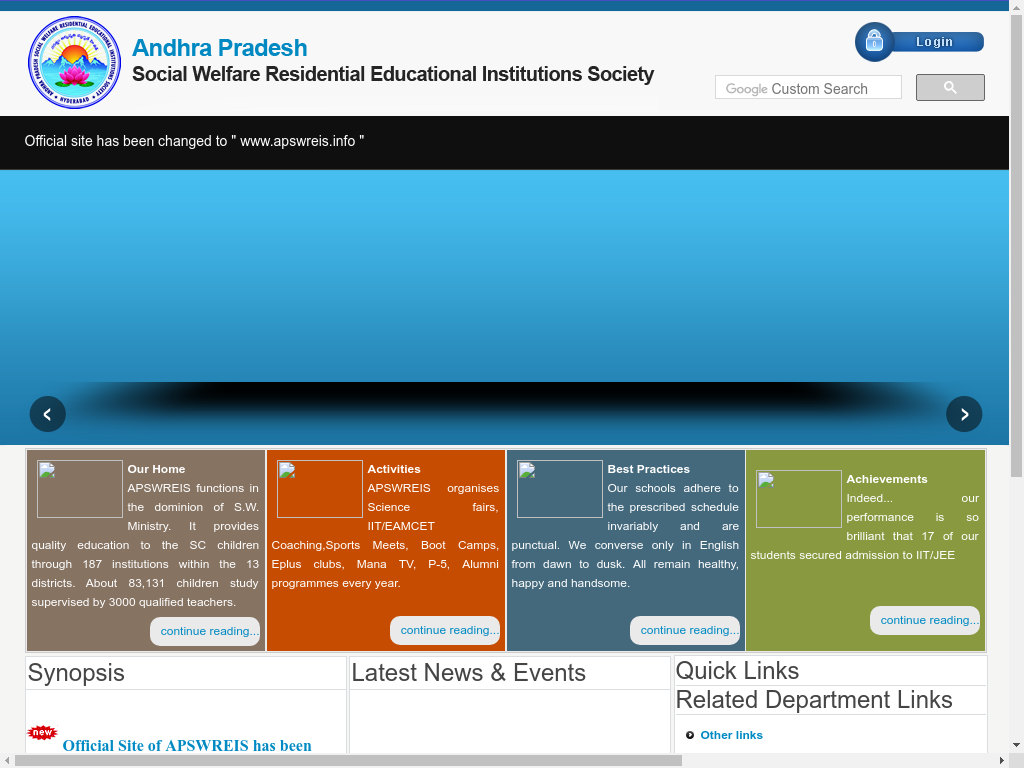 Andhra Pradesh
Social Welfare Residential Educational Institutions Society
Login
Google Custom Search
Official site has been changed to " www.apswreis.info "
Our Home
APSWREIS functions in
the dominion of S.W.
Ministry. It provides
quality education to the SC children
through 187 institutions within the 13
districts. About 83,131 children study
supervised by 3000 qualified teachers.
continue reading...
Activities
APSWREIS organises
Science fairs,
IIT/EAMCET
Coaching,Sports Meets, Boot Camps,
Eplus clubs, Mana TV, P-5, Alumni
programmes every year.
continue reading...
Best Practices
Our schools adhere to
the prescribed schedule
invariably and are
punctual. We converse only in English
from dawn to dusk. All remain healthy,
happy and handsome.
continue reading...
Achievements
Indeed... our
performance is so
brilliant that 17 of our
students secured admission to IIT/JEE
continue reading...
Synopsis
new
Official Site of APSWREIS has been
Latest News & Events
Quick Links
Related Department Links
Other links